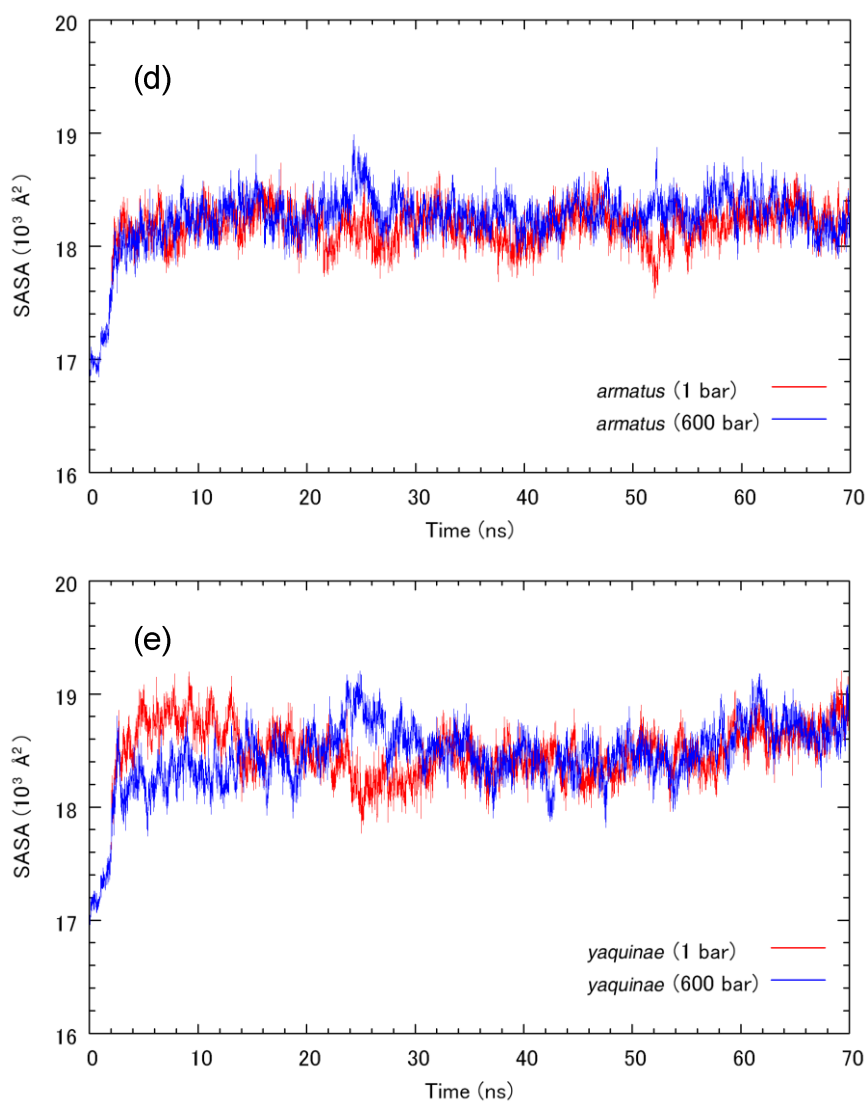 20
(d)
19
SASA (10³ Å²)
18
17
armatus (1 bar)
armatus (600 bar)
16
0 10 20 30 40 50 60 70
Time (ns)
20
(e)
19
SASA (10³ Å²)
18
17
yaquinae (1 bar)
yaquinae (600 bar)
16
0 10 20 30 40 50 60 70
Time (ns)